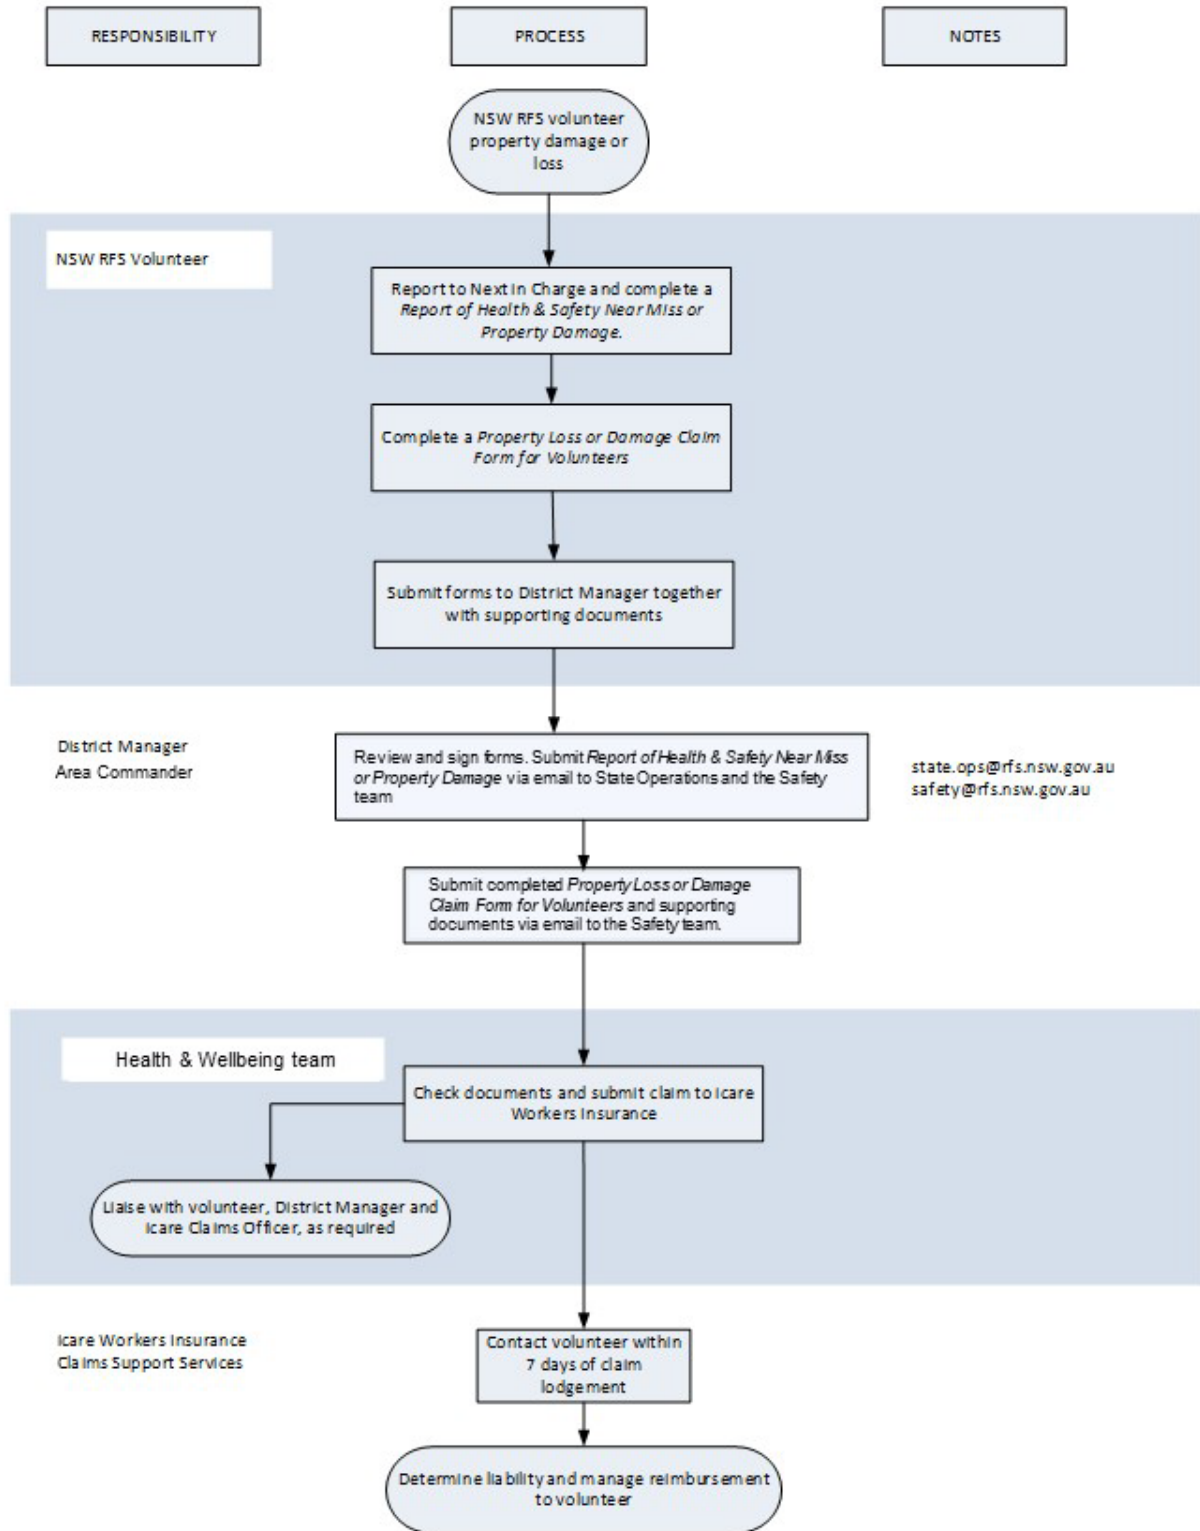 RESPONSIBILITY
PROCESS
NOTES
NSW RFS volunteer
property damage or
loss
NSW RFS Volunteer
Report to Next In Charge and complete a
Report of Health & Safety Near Miss or
Property Damage.
Complete a Property Loss or Damage Claim
Form for Volunteers
Submit forms to District Manager together
with supporting documents
District Manager
Area Commander
Review and sign forms. Submit Report of Health & Safety Near Miss
or Property Damage via email to State Operations and the Safety
team
state.ops@rfs.nsw.gov.au
safety@rfs.nsw.gov.au
Submit completed Property Loss or Damage
Claim Form for Volunteers and supporting
documents via email to the Safety team.
Health & Wellbeing team
Check documents and submit claim to icare
Workers Insurance
Liaise with volunteer, District Manager and
icare Claims Officer, as required
icare Workers Insurance
Claims Support Services
Contact volunteer within
7 days of claim
lodgement
Determine liability and manage reimbursement
to volunteer